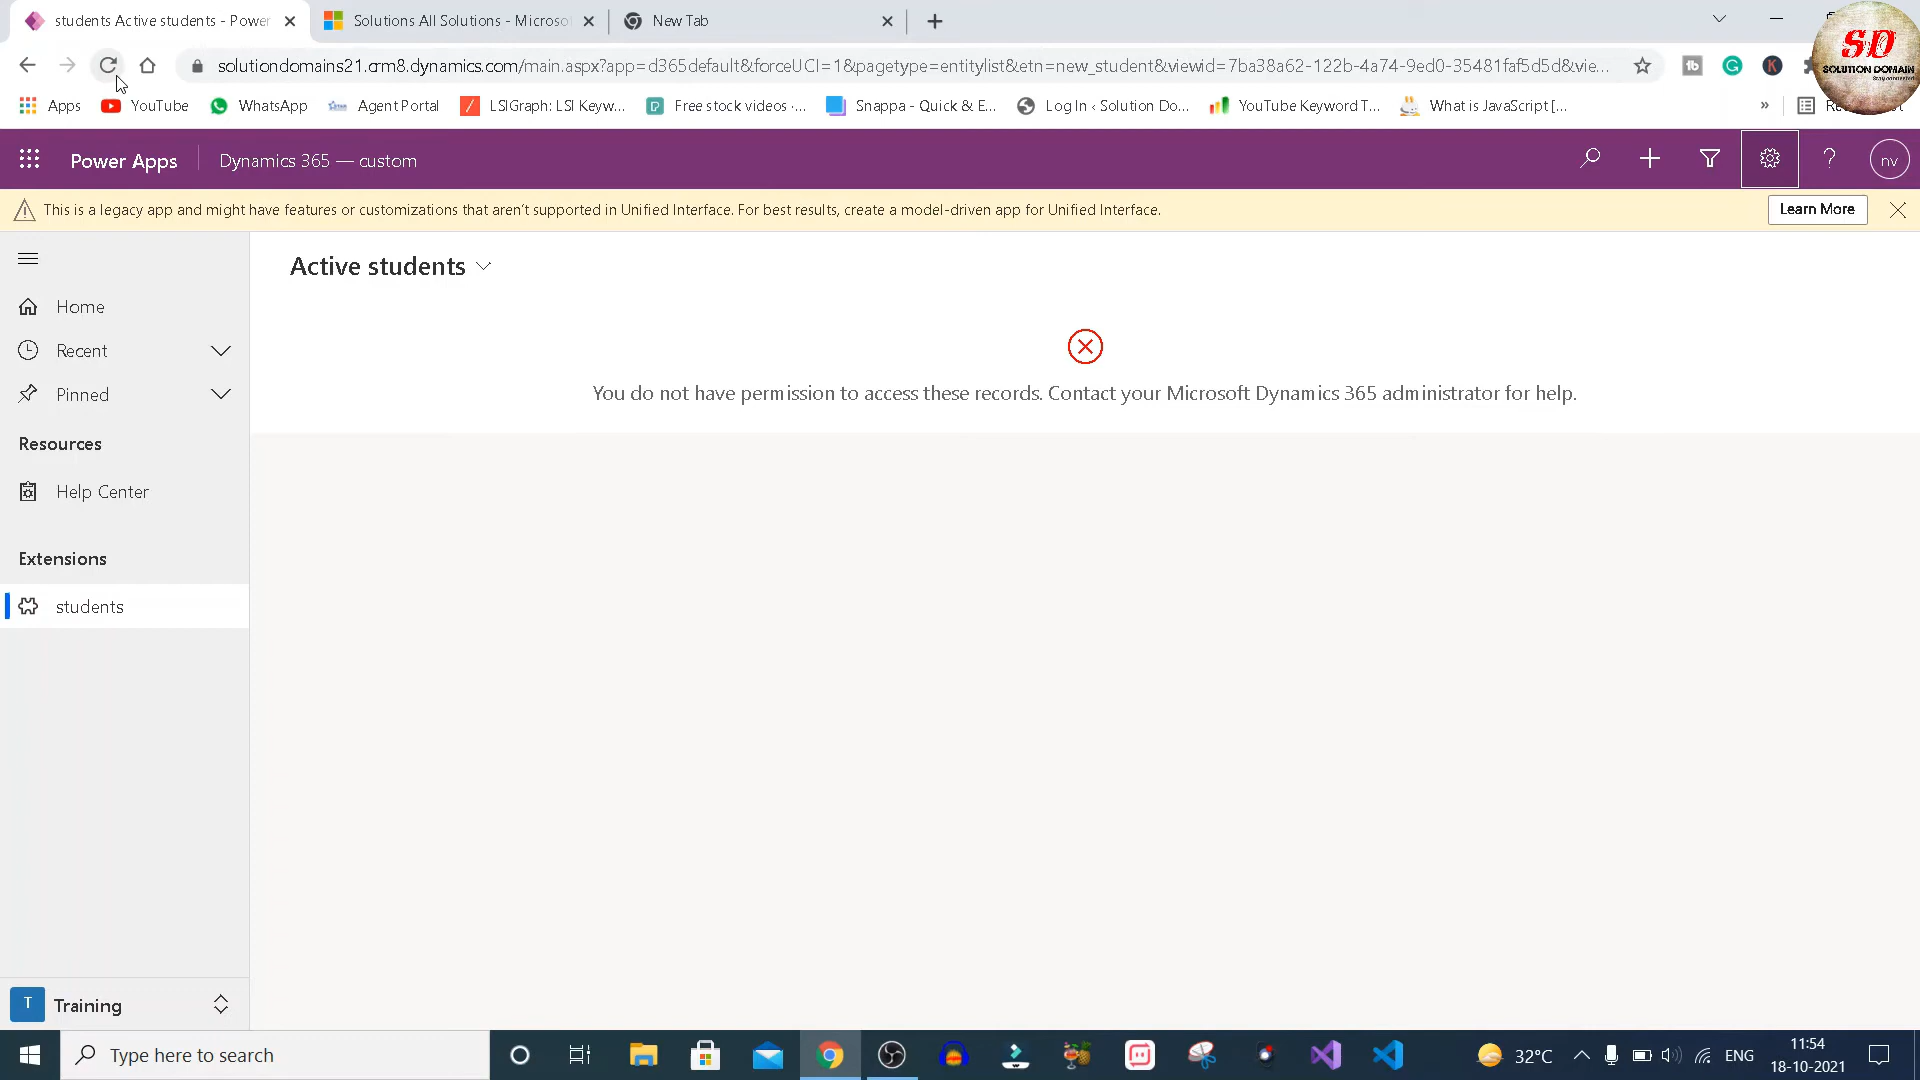 students Active students - Power
Solutions All Solutions - Microso
New Tab
solutiondomains21.crm8.dynamics.com/main.aspx?app=d365default&forceUCI=1&pagetype=entitylist&etn=new_student&viewid=7ba38a62-122b-4a74-9ed0-35481faf5d5d&vie...
SD
SOLUTION DOMAIN
Apps
YouTube
WhatsApp
Agent Portal
LSIGraph: LSI Keyw...
Free stock videos ·...
Snappa - Quick & E...
Log In ‹ Solution Do...
YouTube Keyword T...
What is JavaScript [...
»
Power Apps
Dynamics 365 — custom
nv
This is a legacy app and might have features or customizations that aren't supported in Unified Interface. For best results, create a model-driven app for Unified Interface.
Learn More
Active students
Home
Recent
Pinned
You do not have permission to access these records. Contact your Microsoft Dynamics 365 administrator for help.
Resources
Help Center
Extensions
students
T
Training
Type here to search
32°C
ENG
11:54
18-10-2021